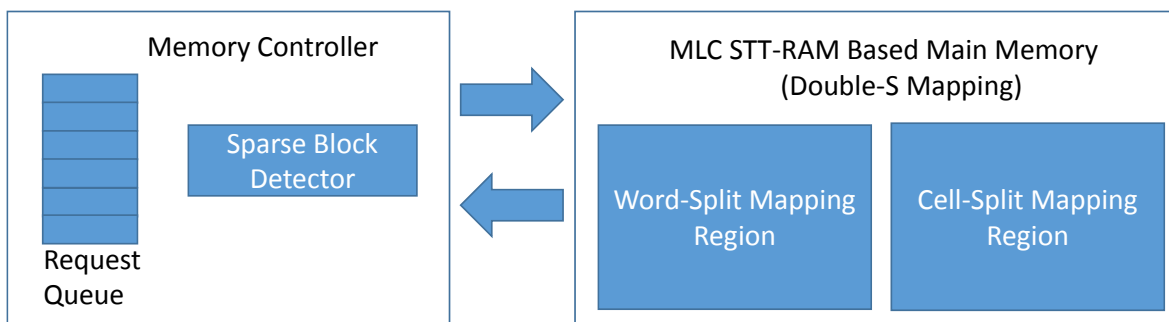 Memory Controller
Sparse Block
Detector
Request
Queue
MLC STT-RAM Based Main Memory
(Double-S Mapping)
Word-Split Mapping
Region
Cell-Split Mapping
Region